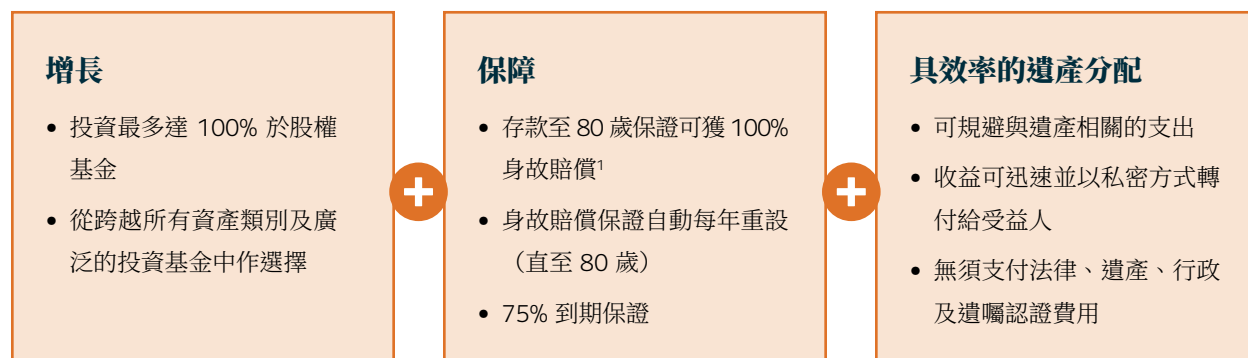 增長
• 投資最多達 100% 於股權
基金
• 從跨越所有資產類別及廣
泛的投資基金中作選擇
保障
• 存款至 80 歲保證可獲 100%
身故賠償¹
• 身故賠償保證自動每年重設
（直至 80 歲）
• 75% 到期保證
具效率的遺產分配
• 可規避與遺產相關的支出
• 收益可迅速並以私密方式轉
付給受益人
• 無須支付法律、遺產、行政
及遺囑認證費用